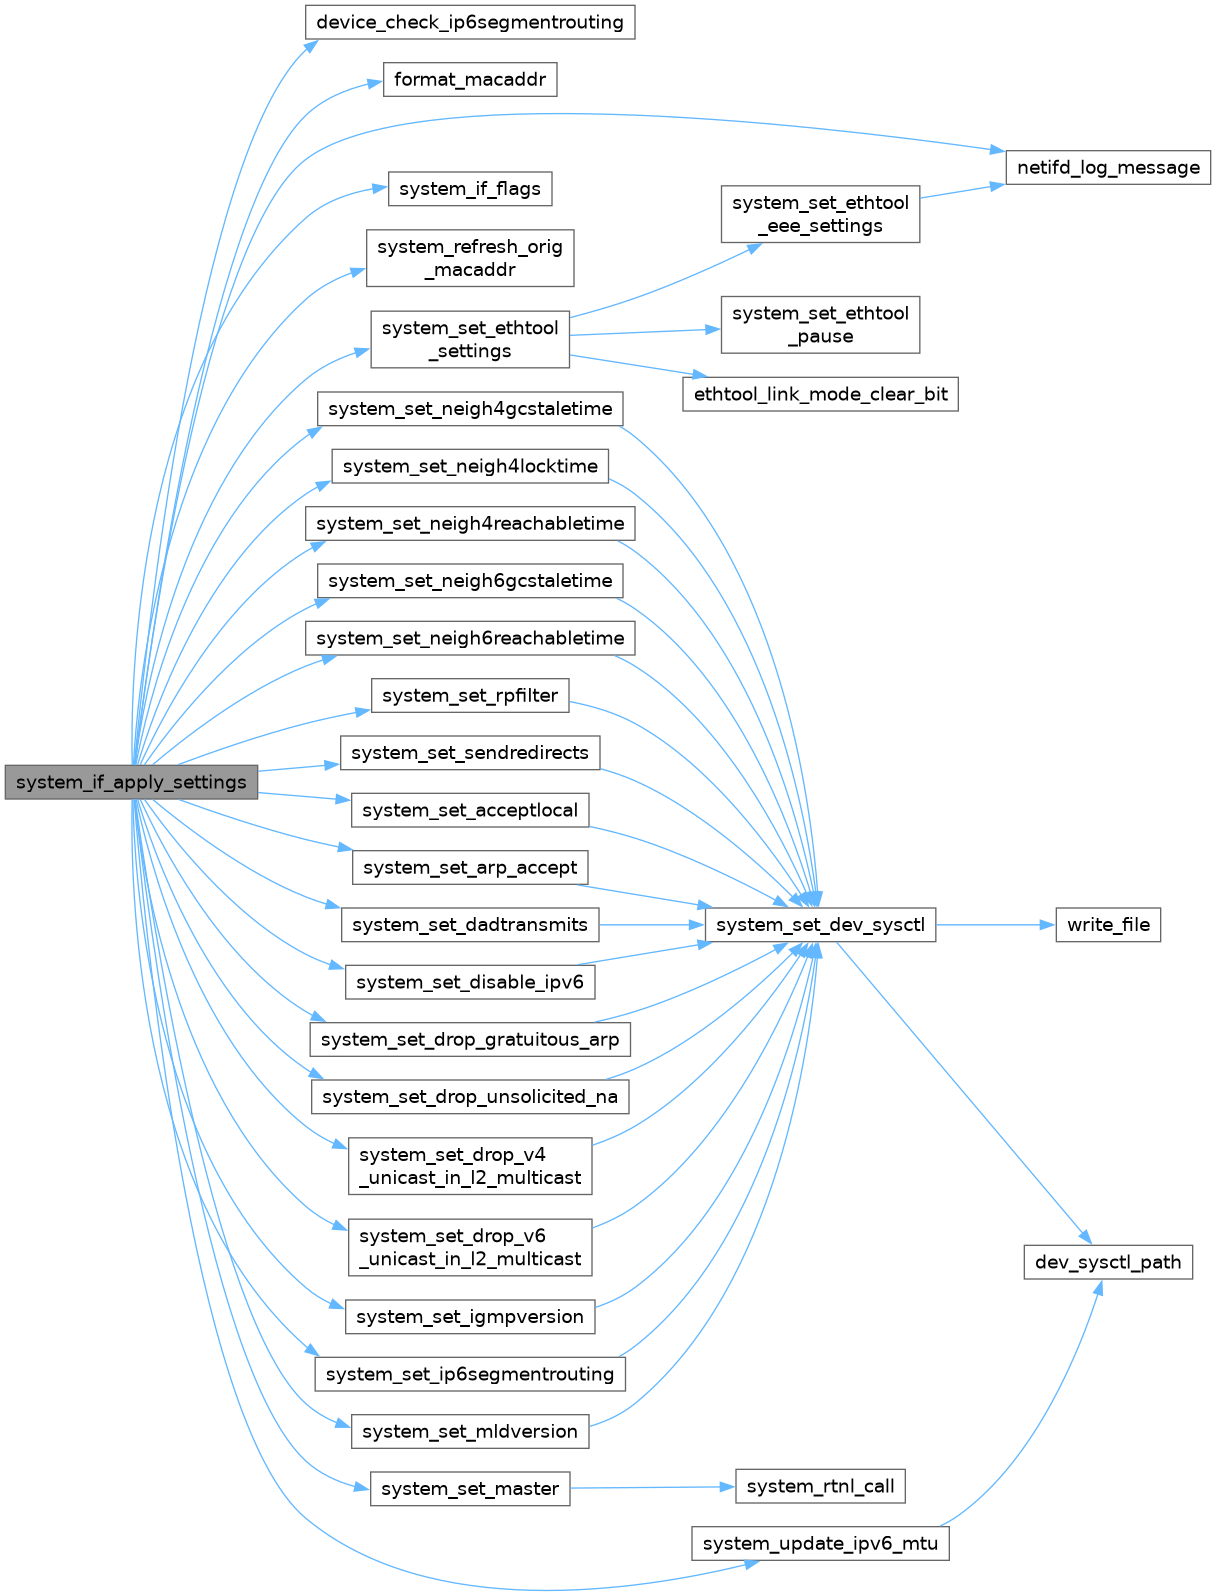 device_check_ip6segmentrouting
format_macaddr
netifd_log_message
system_if_flags
system_set_ethtool
_eee_settings
system_refresh_orig
_macaddr
system_set_ethtool
_settings
system_set_ethtool
_pause
ethtool_link_mode_clear_bit
system_set_neigh4gcstaletime
system_set_neigh4locktime
system_set_neigh4reachabletime
system_set_neigh6gcstaletime
system_set_neigh6reachabletime
system_set_rpfilter
system_set_sendredirects
system_if_apply_settings
system_set_acceptlocal
system_set_arp_accept
system_set_dadtransmits
system_set_dev_sysctl
write_file
system_set_disable_ipv6
system_set_drop_gratuitous_arp
system_set_drop_unsolicited_na
system_set_drop_v4
_unicast_in_l2_multicast
system_set_drop_v6
_unicast_in_l2_multicast
dev_sysctl_path
system_set_igmpversion
system_set_ip6segmentrouting
system_set_mldversion
system_set_master
system_rtnl_call
system_update_ipv6_mtu